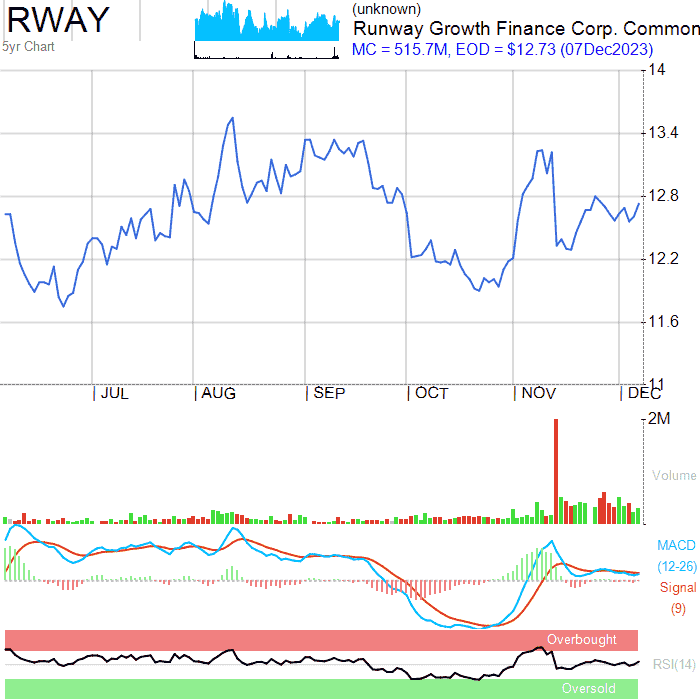 RWAY
5yr Chart
(unknown)
Runway Growth Finance Corp. Common
MC = 515.7M, EOD = $12.73 (07Dec2023)
14
13.4
12.8
12.2
11.6
11
JUL
AUG
SEP
OCT
NOV
DEC
2M
Volume
MACD
(12-26)
Signal
(9)
Overbought
RSI(14)
Oversold